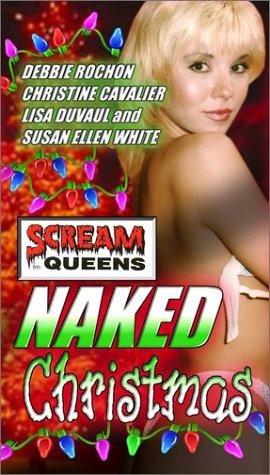 DEBBIE ROCHON
CHRISTINE CAVALIER
LISA DUVAUL and
SUSAN ELLEN WHITE
SCREAM
QUEENS
NAKED
Christmas